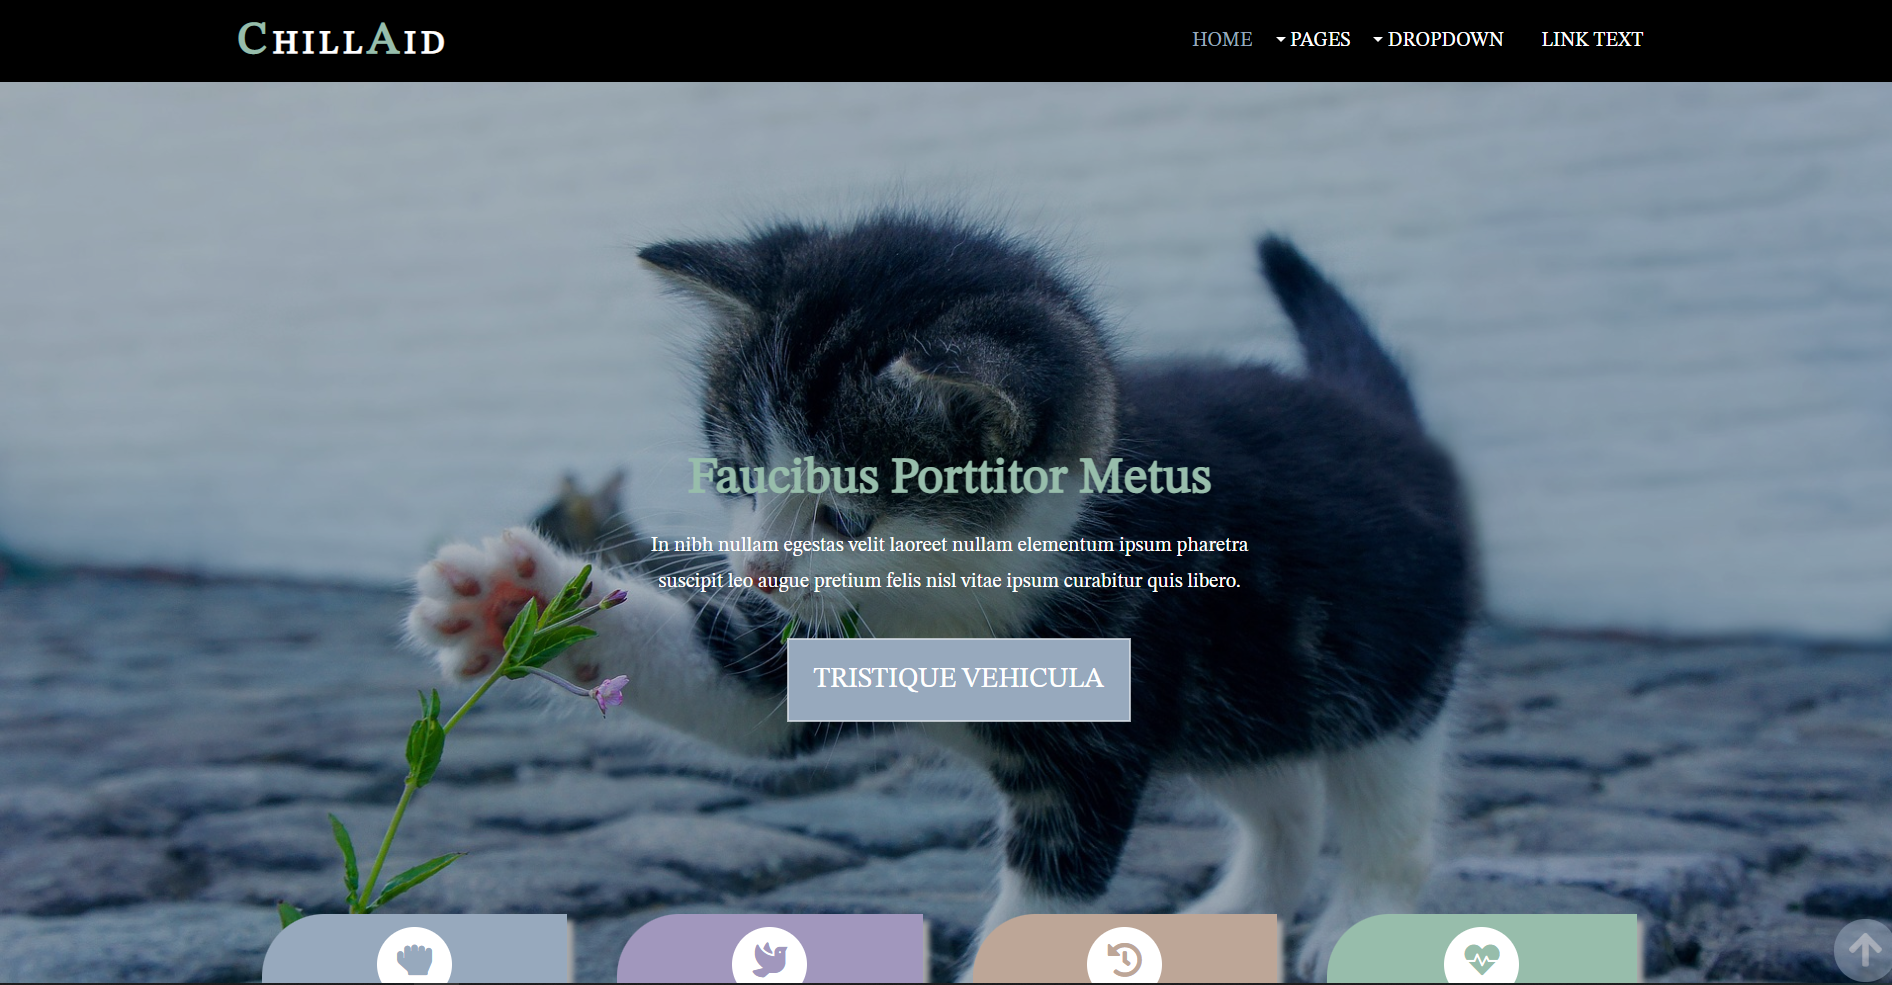 CHILLAID
HOME PAGES DROPDOWN LINK TEXT
Faucibus Porttitor Metus
In nibh nullam egestas velit laoreet nullam elementum ipsum pharetra
suscipit leo augue pretium felis nisl vitae ipsum curabitur quis libero.
TRISTIQUE VEHICULA